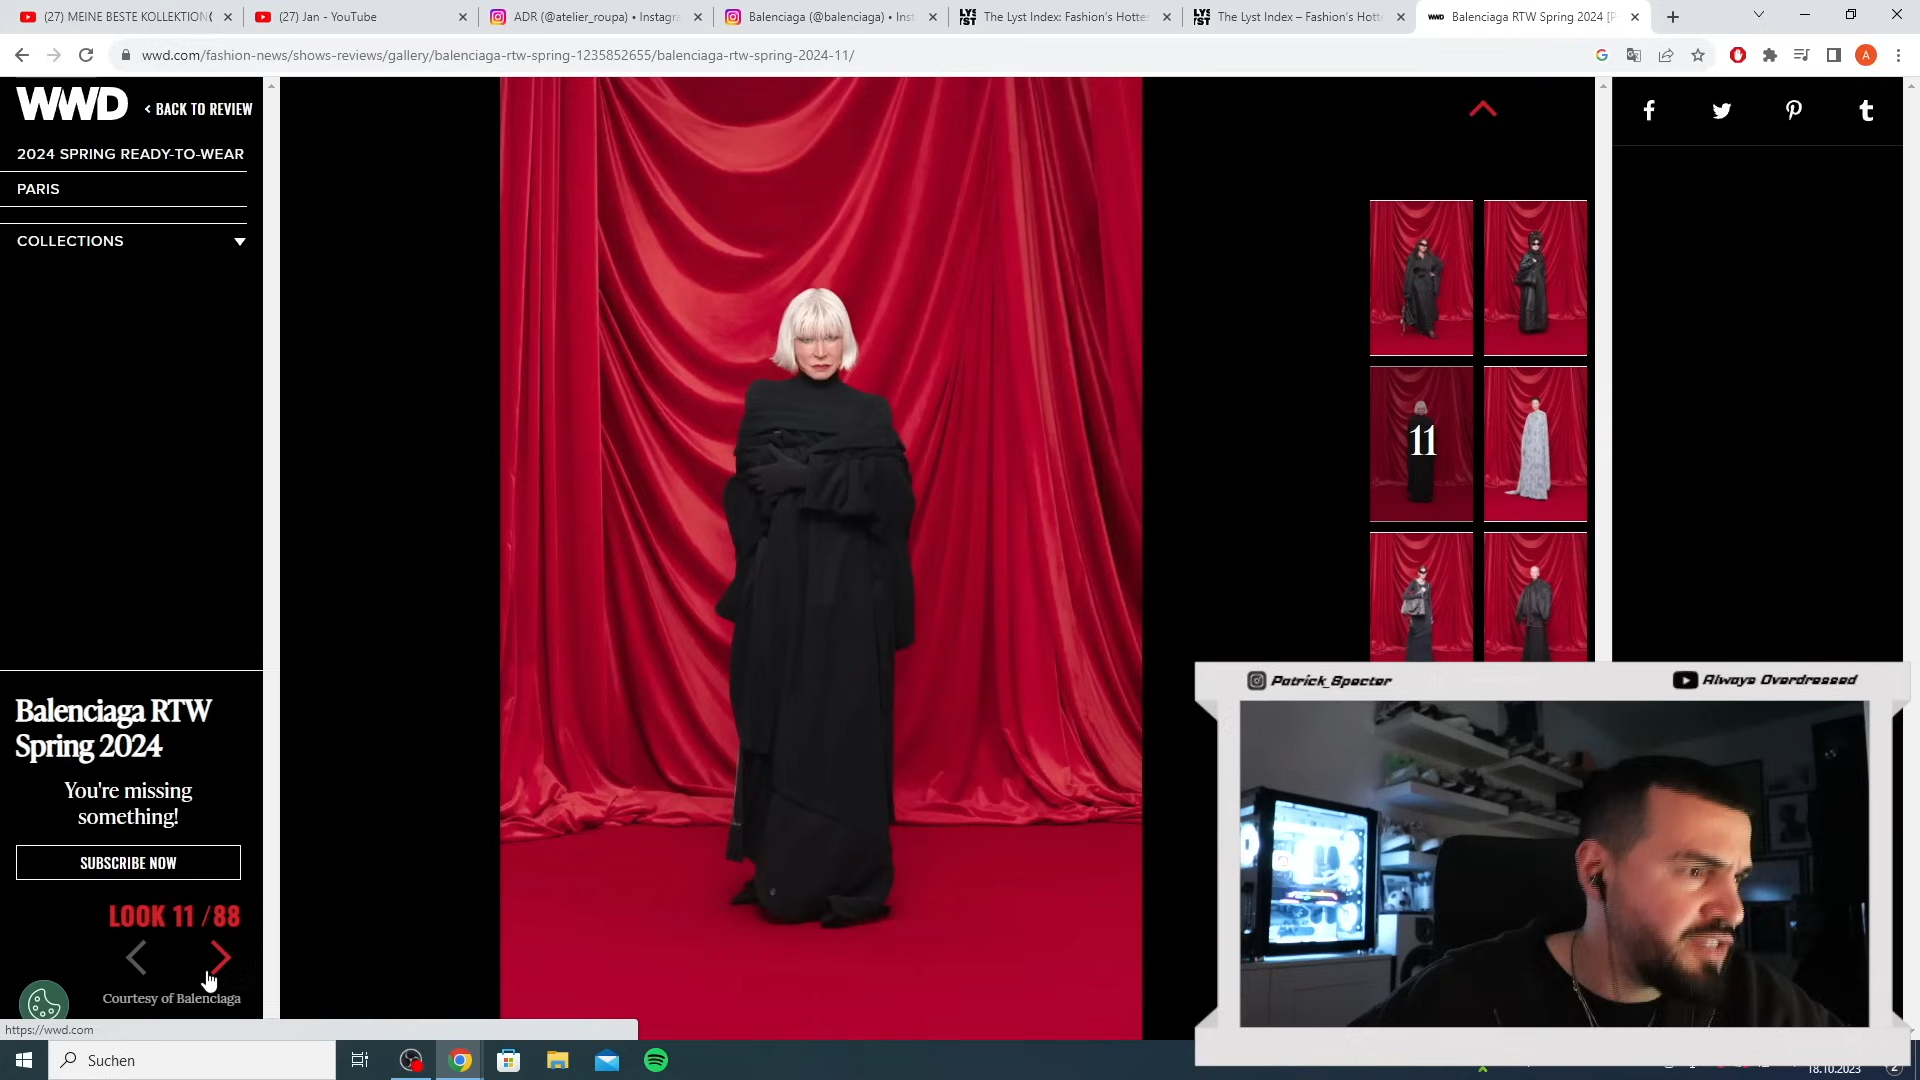 (27) MEINE BESTE KOLLEKTION
(27) Jan - YouTube
ADR (@atelier_roupa) • Instagr
Balenciaga (@balenciaga) • Inst
The Lyst Index: Fashion's Hottes
The Lyst Index – Fashion's Hott
Balenciaga RTW Spring 2024 [P
wwd.com/fashion-news/shows-reviews/gallery/balenciaga-rtw-spring-1235852655/balenciaga-rtw-spring-2024-11/
A
WWD
< BACK TO REVIEW
2024 SPRING READY-TO-WEAR
PARIS
COLLECTIONS
11
Balenciaga RTW
Spring 2024
You're missing
something!
SUBSCRIBE NOW
LOOK 11 /88
Courtesy of Balenciaga
https://wwd.com
Patrick_Specter
Always Overdressed
Suchen
18.10.2023
2